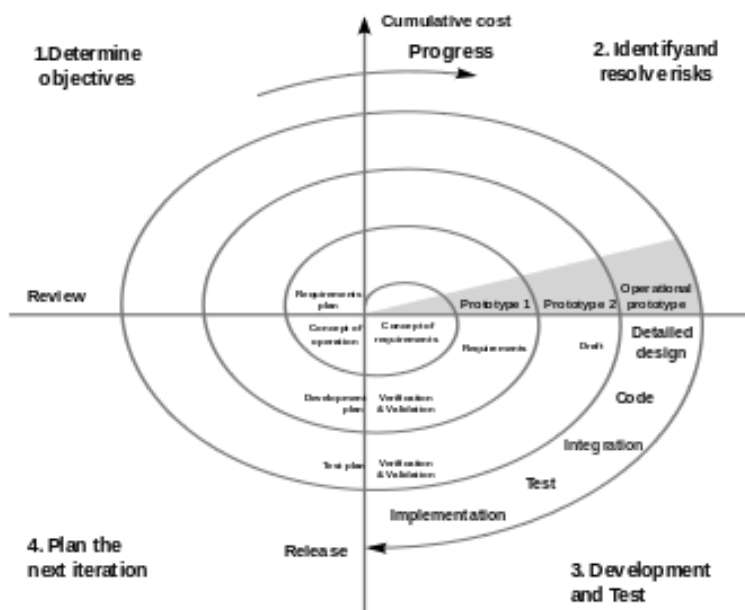 Cumulative cost
Progress
1.Determine
objectives
2. Identify and
resolve risks
Review
Requirements
plan
Prototype 1
Prototype 2
Operational
prototype
Concept of
operation
Concept of
requirements
Requirements
Draft
Detailed
design
Development
plan
Verification
& Validation
Code
Test plan
Verification
& Validation
Integration
Test
Implementation
Release
4. Plan the
next iteration
3. Development
and Test